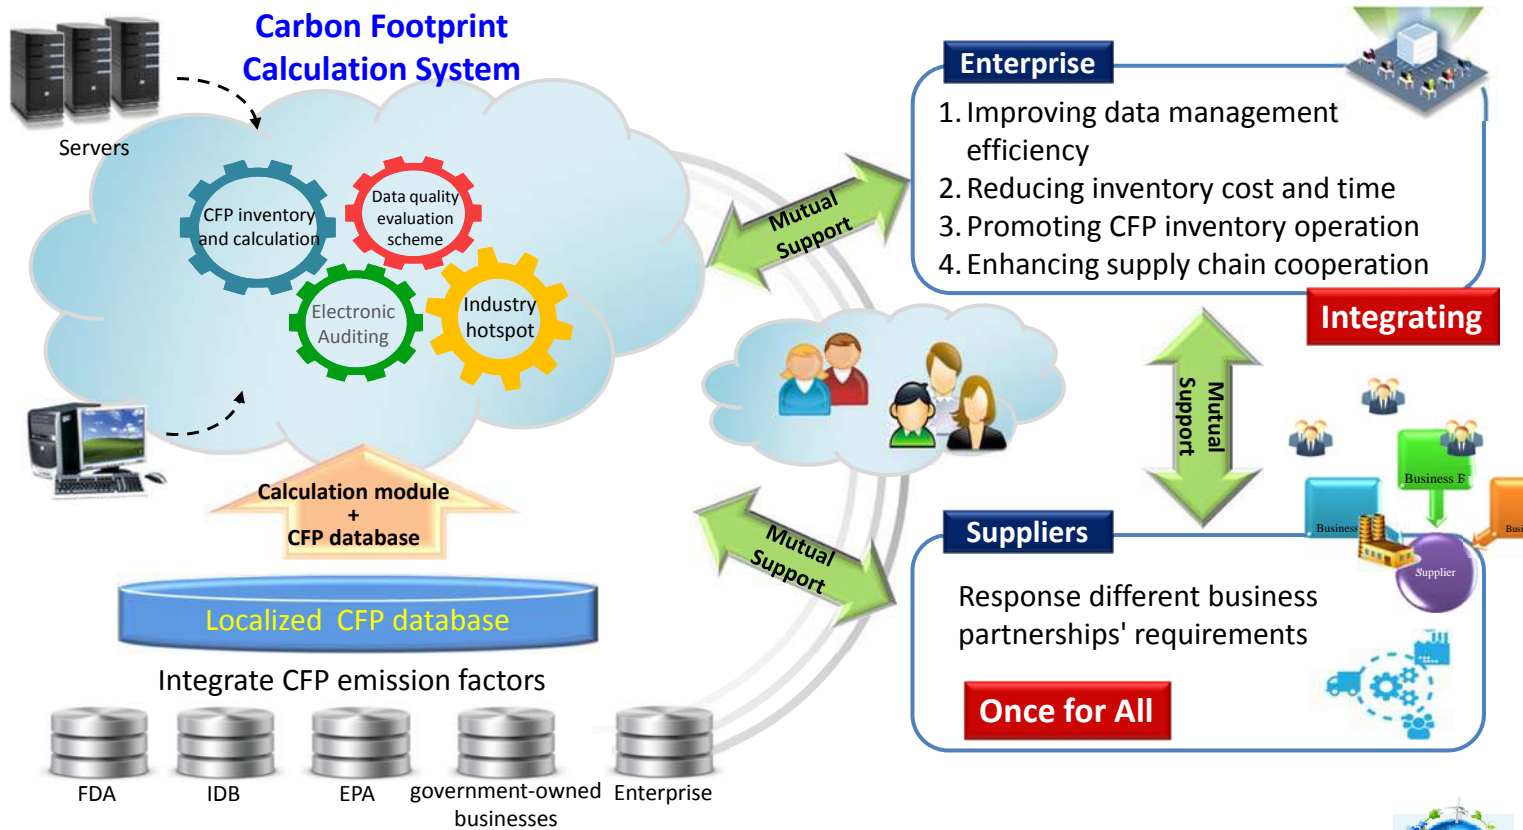 Carbon Footprint
Calculation System
Servers
CFP inventory
and calculation
Data quality
evaluation
scheme
Electronic
Auditing
Industry
hotspot
Calculation module
+
CFP database
Localized CFP database
Integrate CFP emission factors
FDA
IDB
EPA
government-owned
businesses
Enterprise
Mutual
Support
Enterprise
1. Improving data management
efficiency
2. Reducing inventory cost and time
3. Promoting CFP inventory operation
4. Enhancing supply chain cooperation
Integrating
Mutual
Support
Mutual
Support
Suppliers
Response different business
partnerships' requirements
Once for All
Business
Business
Supplier